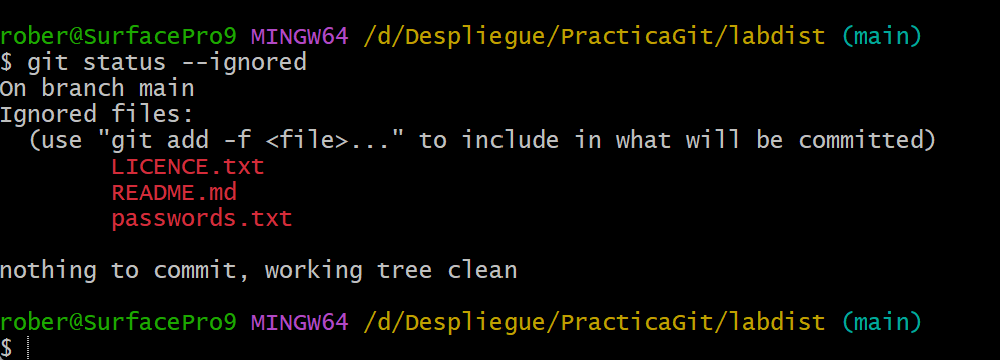 rober@SurfacePro9 MINGW64 /d/Despliegue/PracticaGit/labdist (main)
$ git status --ignored
On branch main
Ignored files:
  (use "git add -f <file>..." to include in what will be committed)
        LICENCE.txt
        README.md
        passwords.txt
nothing to commit, working tree clean
rober@SurfacePro9 MINGW64 /d/Despliegue/PracticaGit/labdist (main)
$